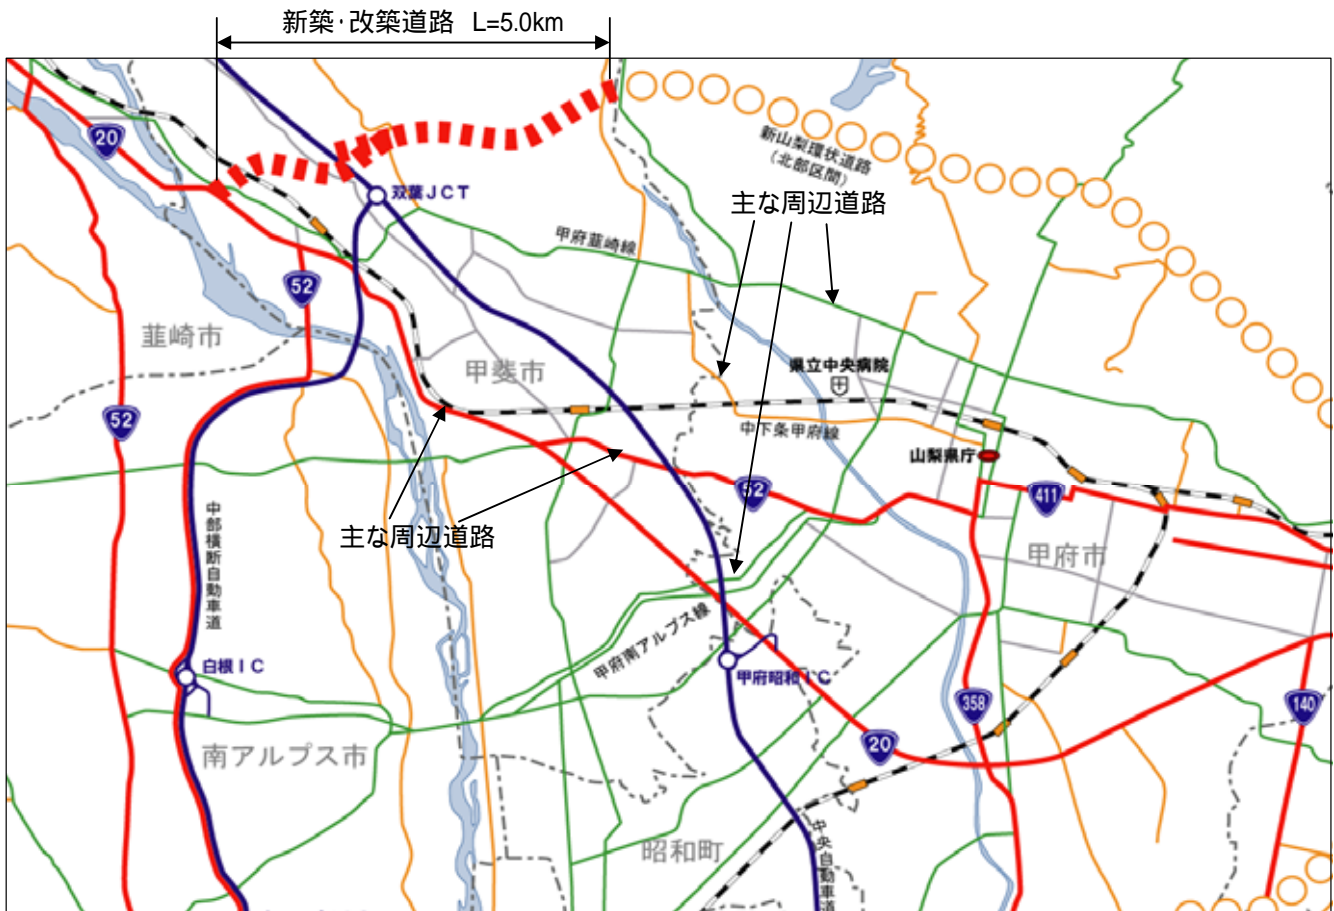 新築･改築道路 L=5.0km
20
新山梨環状道路
(北部区間)
双葉JCT
主な周辺道路
甲府韮崎線
52
韮崎市
甲斐市
県立中央病院
52
中下条甲府線
山梨県庁
52
411
中部横断自動車道
主な周辺道路
甲府市
甲府南アルプス線
白根IC
甲府昭和IC
358
140
20
南アルプス市
昭和町
中央自動車道